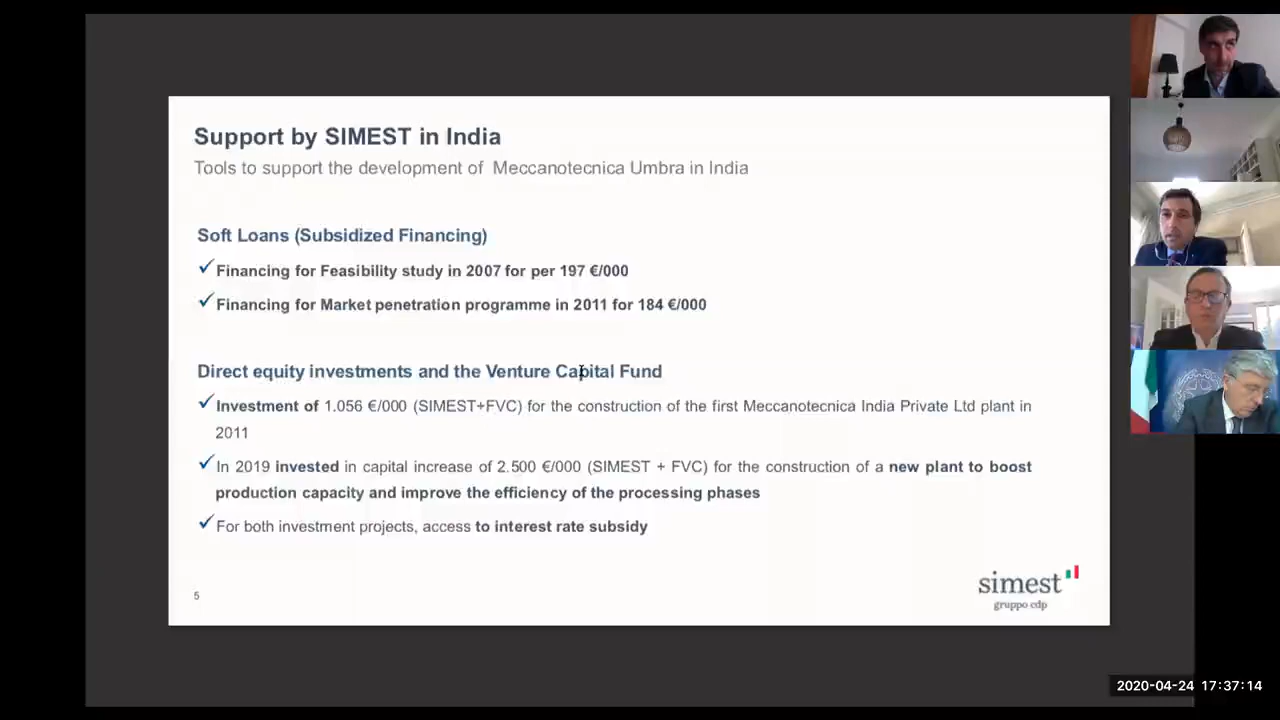 Support by SIMEST in India
Tools to support the development of Meccanotecnica Umbra in India
Soft Loans (Subsidized Financing)
Financing for Feasibility study in 2007 for per 197 €/000
Financing for Market penetration programme in 2011 for 184 €/000
Direct equity investments and the Venture Capital Fund
Investment of 1.056 €/000 (SIMEST+FVC) for the construction of the first Meccanotecnica India Private Ltd plant in
2011
In 2019 invested in capital increase of 2.500 €/000 (SIMEST + FVC) for the construction of a new plant to boost
production capacity and improve the efficiency of the processing phases
For both investment projects, access to interest rate subsidy
5
simest
gruppo cdp
2020-04-24 17:37:14